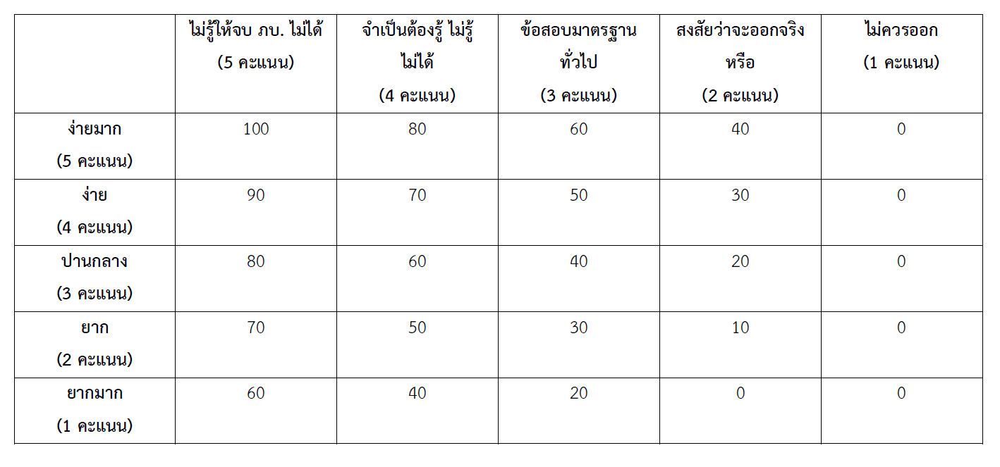 ไม่รู้ให้จบ ภบ. ไม่ได้
(5 คะแนน)
จำเป็นต้องรู้ ไม่รู้
ไม่ได้
(4 คะแนน)
ข้อสอบมาตรฐาน
ทั่วไป
(3 คะแนน)
สงสัยว่าจะออกจริง
หรือ
(2 คะแนน)
ไม่ควรออก
(1 คะแนน)
ง่ายมาก
(5 คะแนน)
100
80
60
40
0
ง่าย
(4 คะแนน)
90
70
50
30
0
ปานกลาง
(3 คะแนน)
80
60
40
20
0
ยาก
(2 คะแนน)
70
50
30
10
0
ยากมาก
(1 คะแนน)
60
40
20
0
0